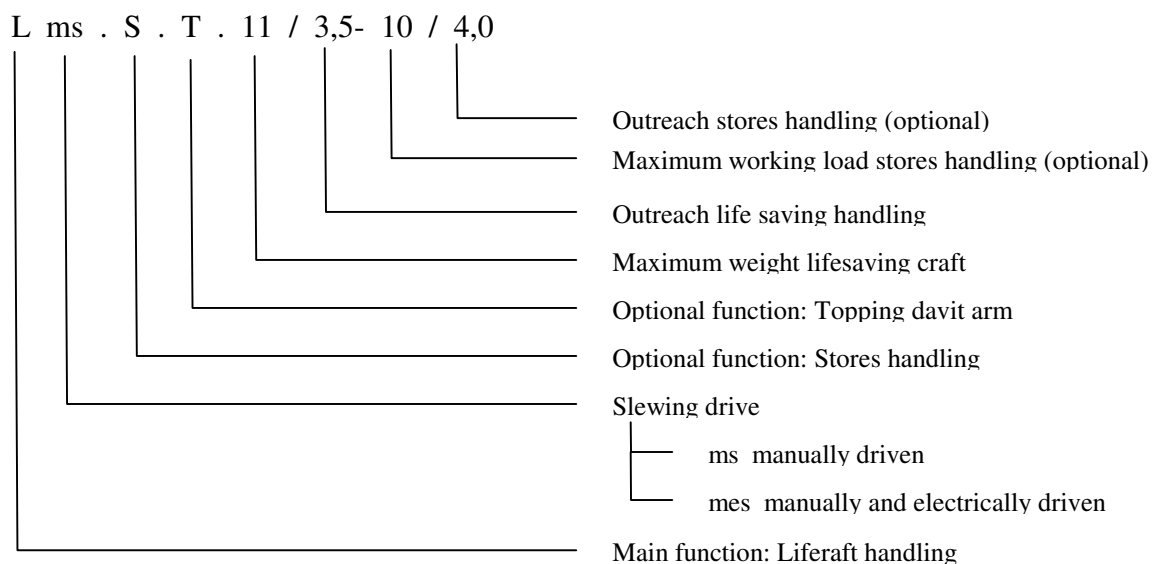 L ms . S . T . 11 / 3,5- 10 / 4,0
Outreach stores handling (optional)
Maximum working load stores handling (optional)
Outreach life saving handling
Maximum weight lifesaving craft
Optional function: Topping davit arm
Optional function: Stores handling
Slewing drive
ms manually driven
mes manually and electrically driven
Main function: Liferaft handling